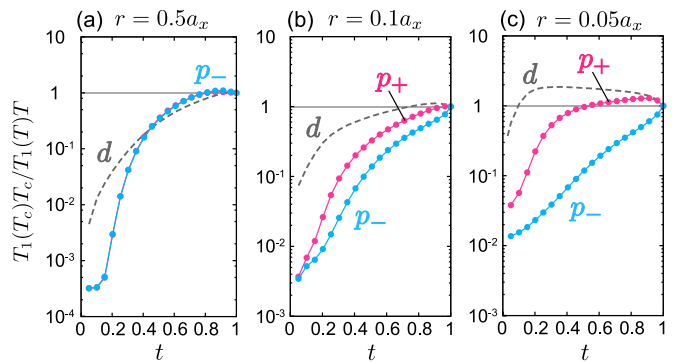 (a) r = 0.5a_x
(b) r = 0.1a_x
(c) r = 0.05a_x
T_1(T_c)T_c/T_1(T)T
10
1
10^-1
10^-2
10^-3
10^-4
p_-
d
0 0.2 0.4 0.6 0.8 1
t
10
1
10^-1
10^-2
10^-3
p_+
d
p_-
0 0.2 0.4 0.6 0.8 1
t
10
1
10^-1
10^-2
10^-3
p_+
d
p_-
0 0.2 0.4 0.6 0.8 1
t